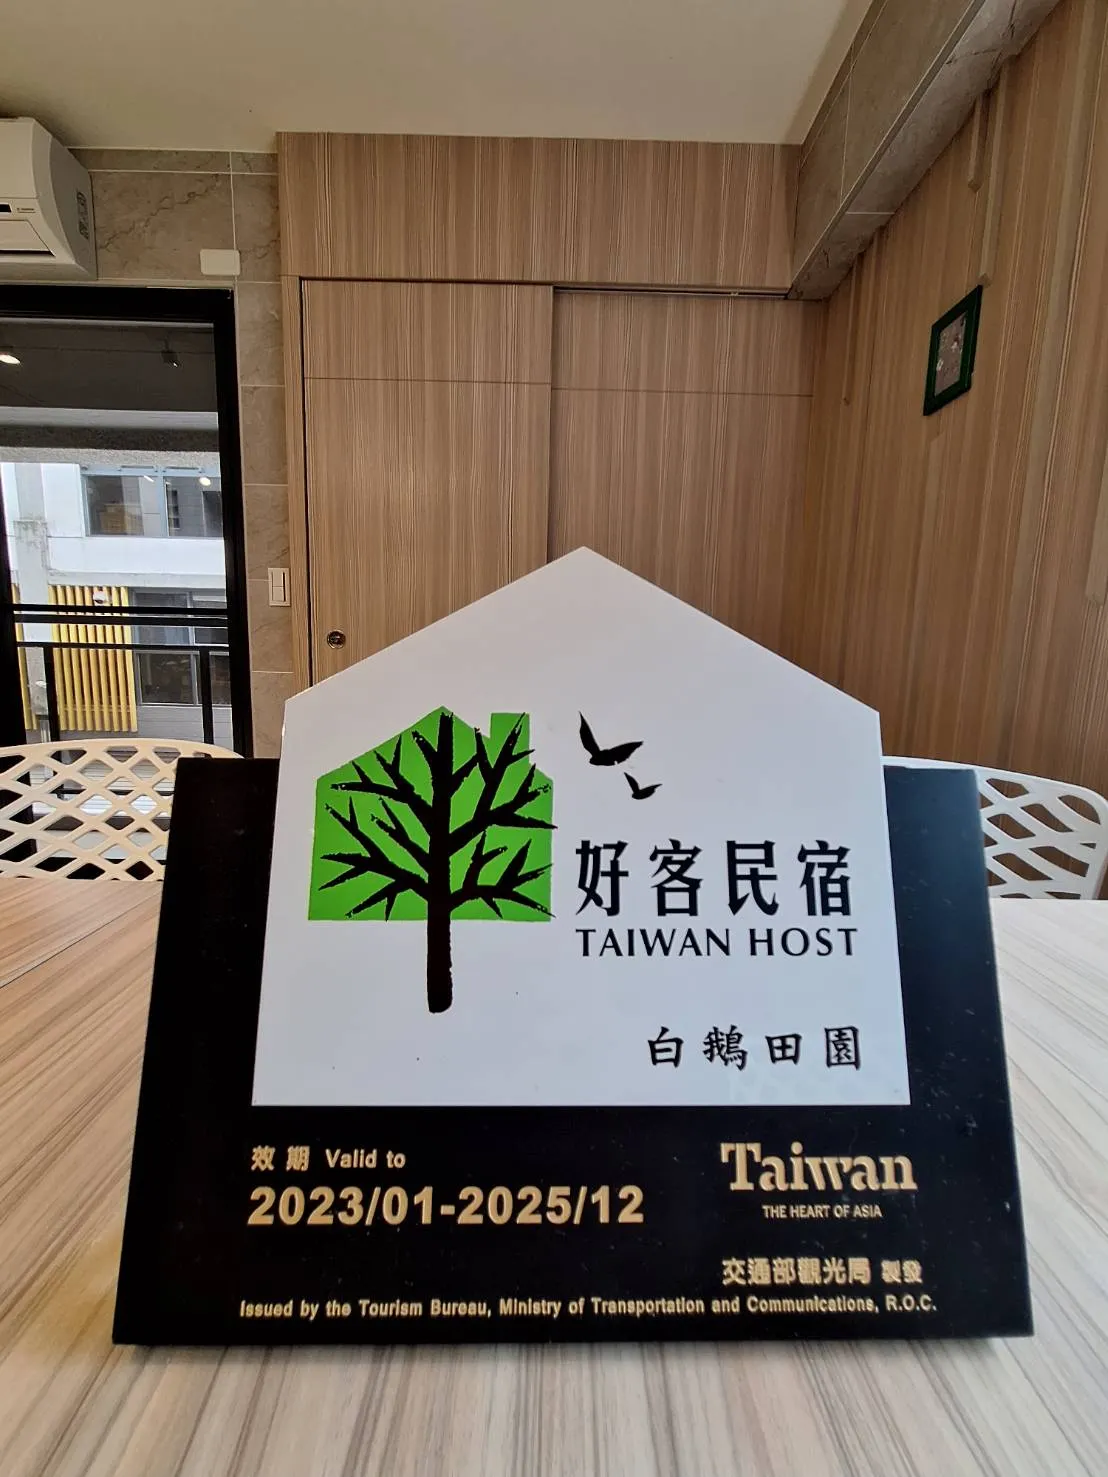 好客民宿
TAIWAN HOST
白鵝田園
效期 Valid to
2023/01-2025/12
Taiwan
THE HEART OF ASIA
交通部觀光局 製發
Issued by the Tourism Bureau, Ministry of Transportation and Communications, R.O.C.